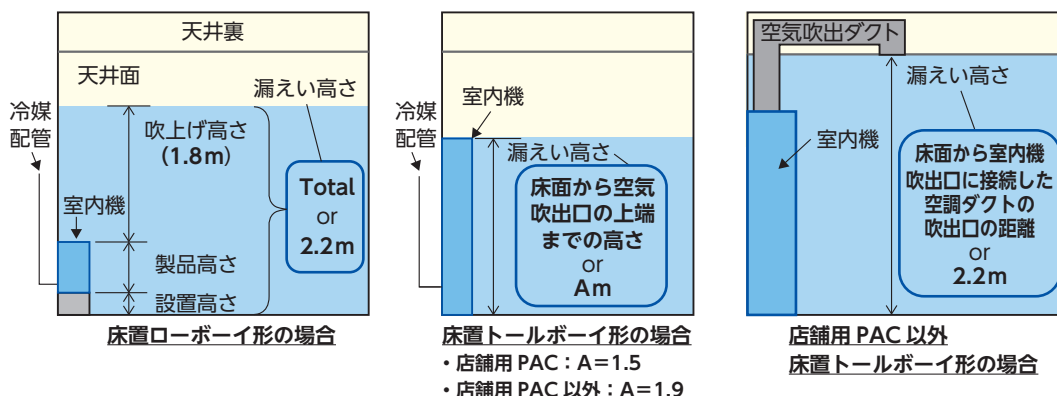 天井裏
天井面
漏えい高さ
冷媒
配管
吹上げ高さ
(1.8m)
Total
or
2.2m
室内機
製品高さ
設置高さ
床置ローボーイ形の場合
冷媒
配管
室内機
漏えい高さ
床面から空気
吹出口の上端
までの高さ
or
Am
床置トールボーイ形の場合
・店舗用 PAC：A＝1.5
・店舗用 PAC 以外：A＝1.9
空気吹出ダクト
漏えい高さ
室内機
床面から室内機
吹出口に接続した
空調ダクトの
吹出口の距離
or
2.2m
店舗用 PAC 以外
床置トールボーイ形の場合